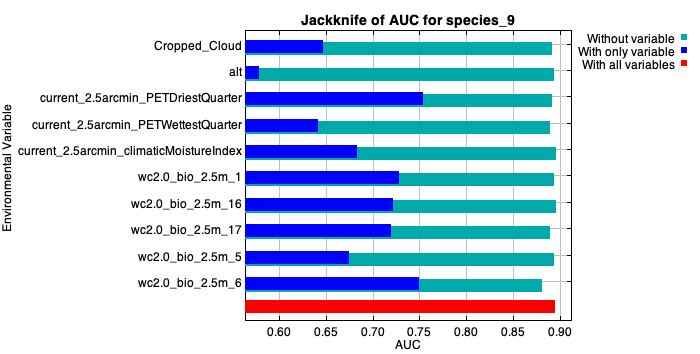 Jackknife of AUC for species_9
Without variable
With only variable
With all variables
Environmental Variable
Cropped_Cloud
alt
current_2.5arcmin_PETDriestQuarter
current_2.5arcmin_PETWettestQuarter
current_2.5arcmin_climaticMoistureIndex
wc2.0_bio_2.5m_1
wc2.0_bio_2.5m_16
wc2.0_bio_2.5m_17
wc2.0_bio_2.5m_5
wc2.0_bio_2.5m_6
0.60 0.65 0.70 0.75 0.80 0.85 0.90
AUC